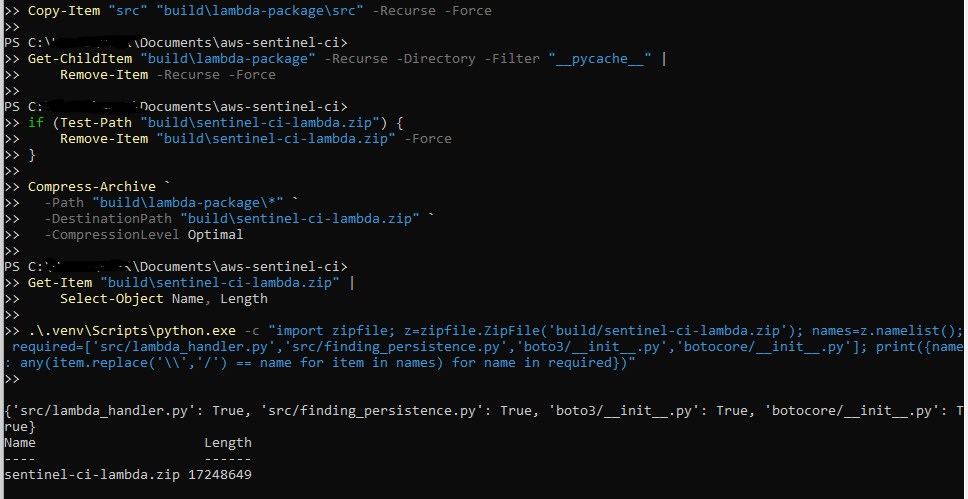 >> Copy-Item "src" "build\lambda-package\src" -Recurse -Force
>>
PS C:\ \Documents\aws-sentinel-ci>
>> Get-ChildItem "build\lambda-package" -Recurse -Directory -Filter "__pycache__" |
>>     Remove-Item -Recurse -Force
>>
PS C: \Documents\aws-sentinel-ci>
>> if (Test-Path "build\sentinel-ci-lambda.zip") {
>>     Remove-Item "build\sentinel-ci-lambda.zip" -Force
>> }
>>
>> Compress-Archive `
>>   -Path "build\lambda-package\*" `
>>   -DestinationPath "build\sentinel-ci-lambda.zip" `
>>   -CompressionLevel Optimal
>>
PS C:\ \Documents\aws-sentinel-ci>
>> Get-Item "build\sentinel-ci-lambda.zip" |
>>     Select-Object Name, Length
>>
>> .\.venv\Scripts\python.exe -c "import zipfile; z=zipfile.ZipFile('build/sentinel-ci-lambda.zip'); names=z.namelist();
 required=['src/lambda_handler.py','src/finding_persistence.py','boto3/__init__.py','botocore/__init__.py']; print({name
: any(item.replace('\\','/') == name for item in names) for name in required})"
>>
{'src/lambda_handler.py': True, 'src/finding_persistence.py': True, 'boto3/__init__.py': True, 'botocore/__init__.py': T
rue}
Name                     Length
----                     ------
sentinel-ci-lambda.zip 17248649